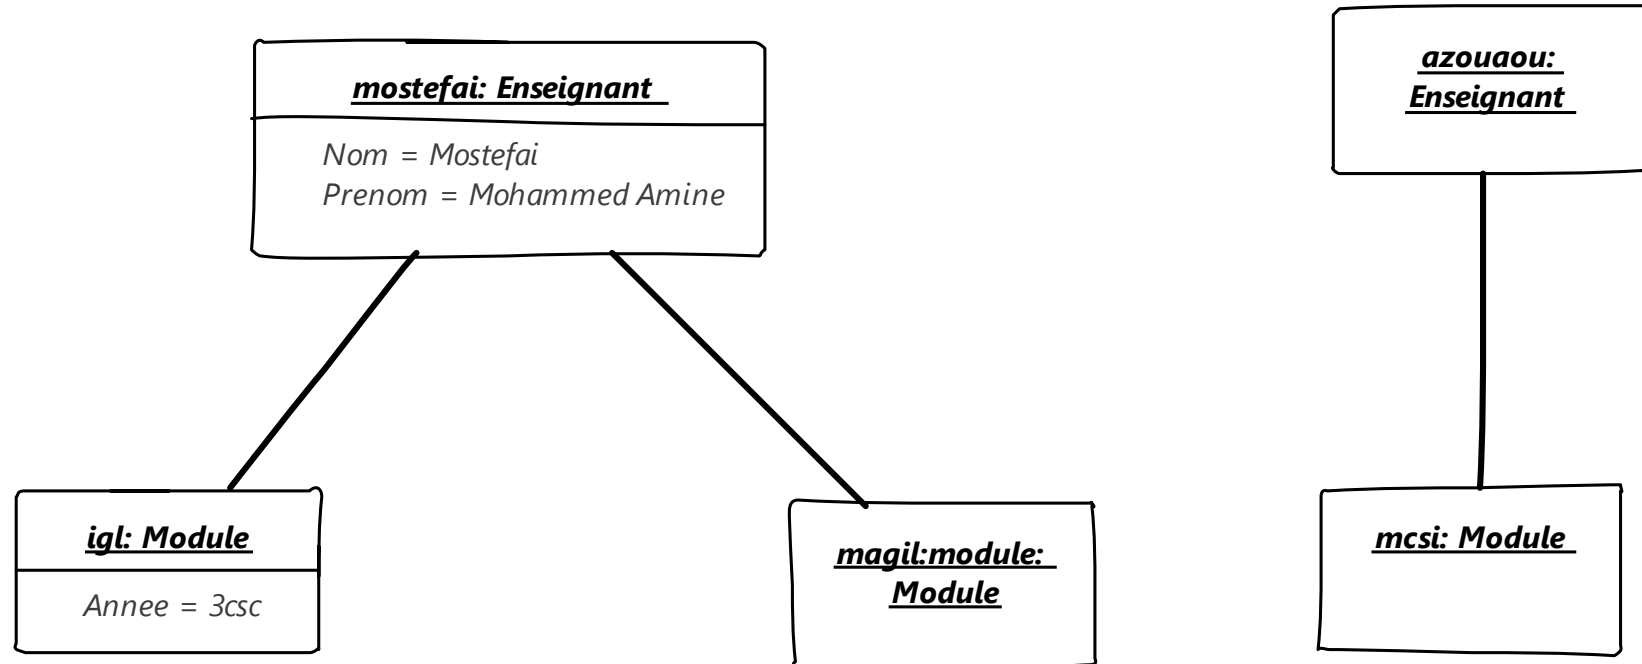 mostefai: Enseignant
Nom = Mostefai
Prenom = Mohammed Amine
azouaou:
Enseignant
igl: Module
Annee = 3csc
magil:module:
Module
mcsi: Module